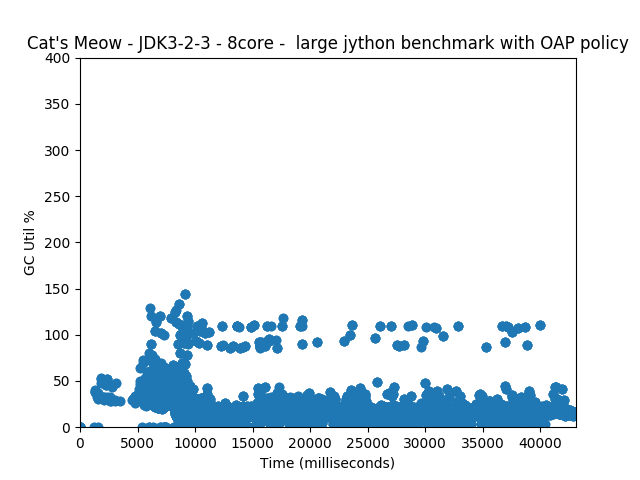 Cat's Meow - JDK3-2-3 - 8core -  large jython benchmark with OAP policy
400
350
300
250
200
150
100
50
0
GC Util %
0 5000 10000 15000 20000 25000 30000 35000 40000
Time (milliseconds)